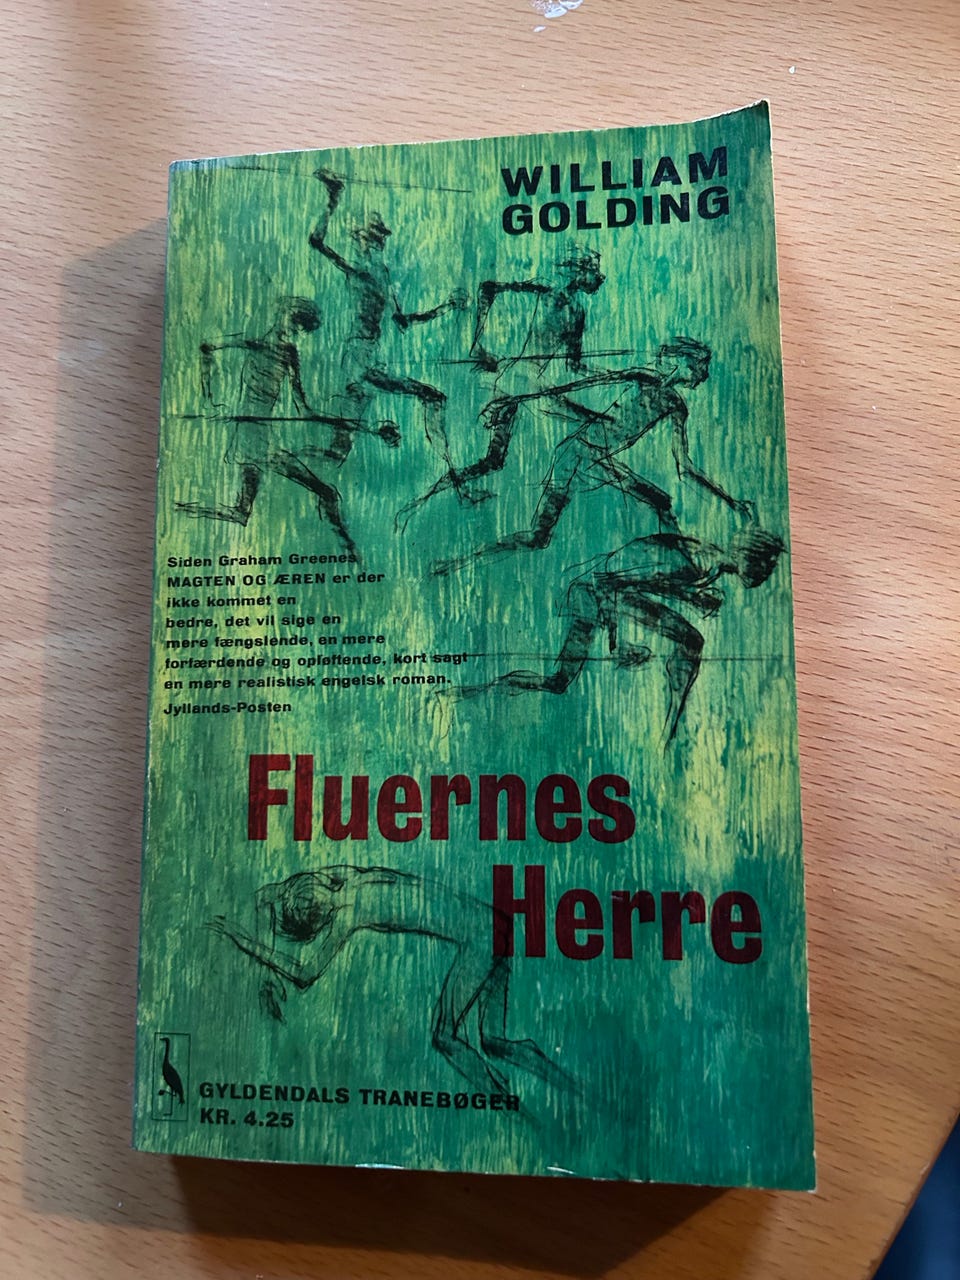 WILLIAM
GOLDING
Siden Graham Greenes
MAGTEN OG ÆREN er der
ikke kommet en
bedre, det vil sige en
mere fængslende, en mere
forfærdende og opløftende, kort sagt
en mere realistisk engelsk roman.
Jyllands-Posten
Fluernes
Herre
GYLDENDALS TRANEBØGER
KR. 4.25